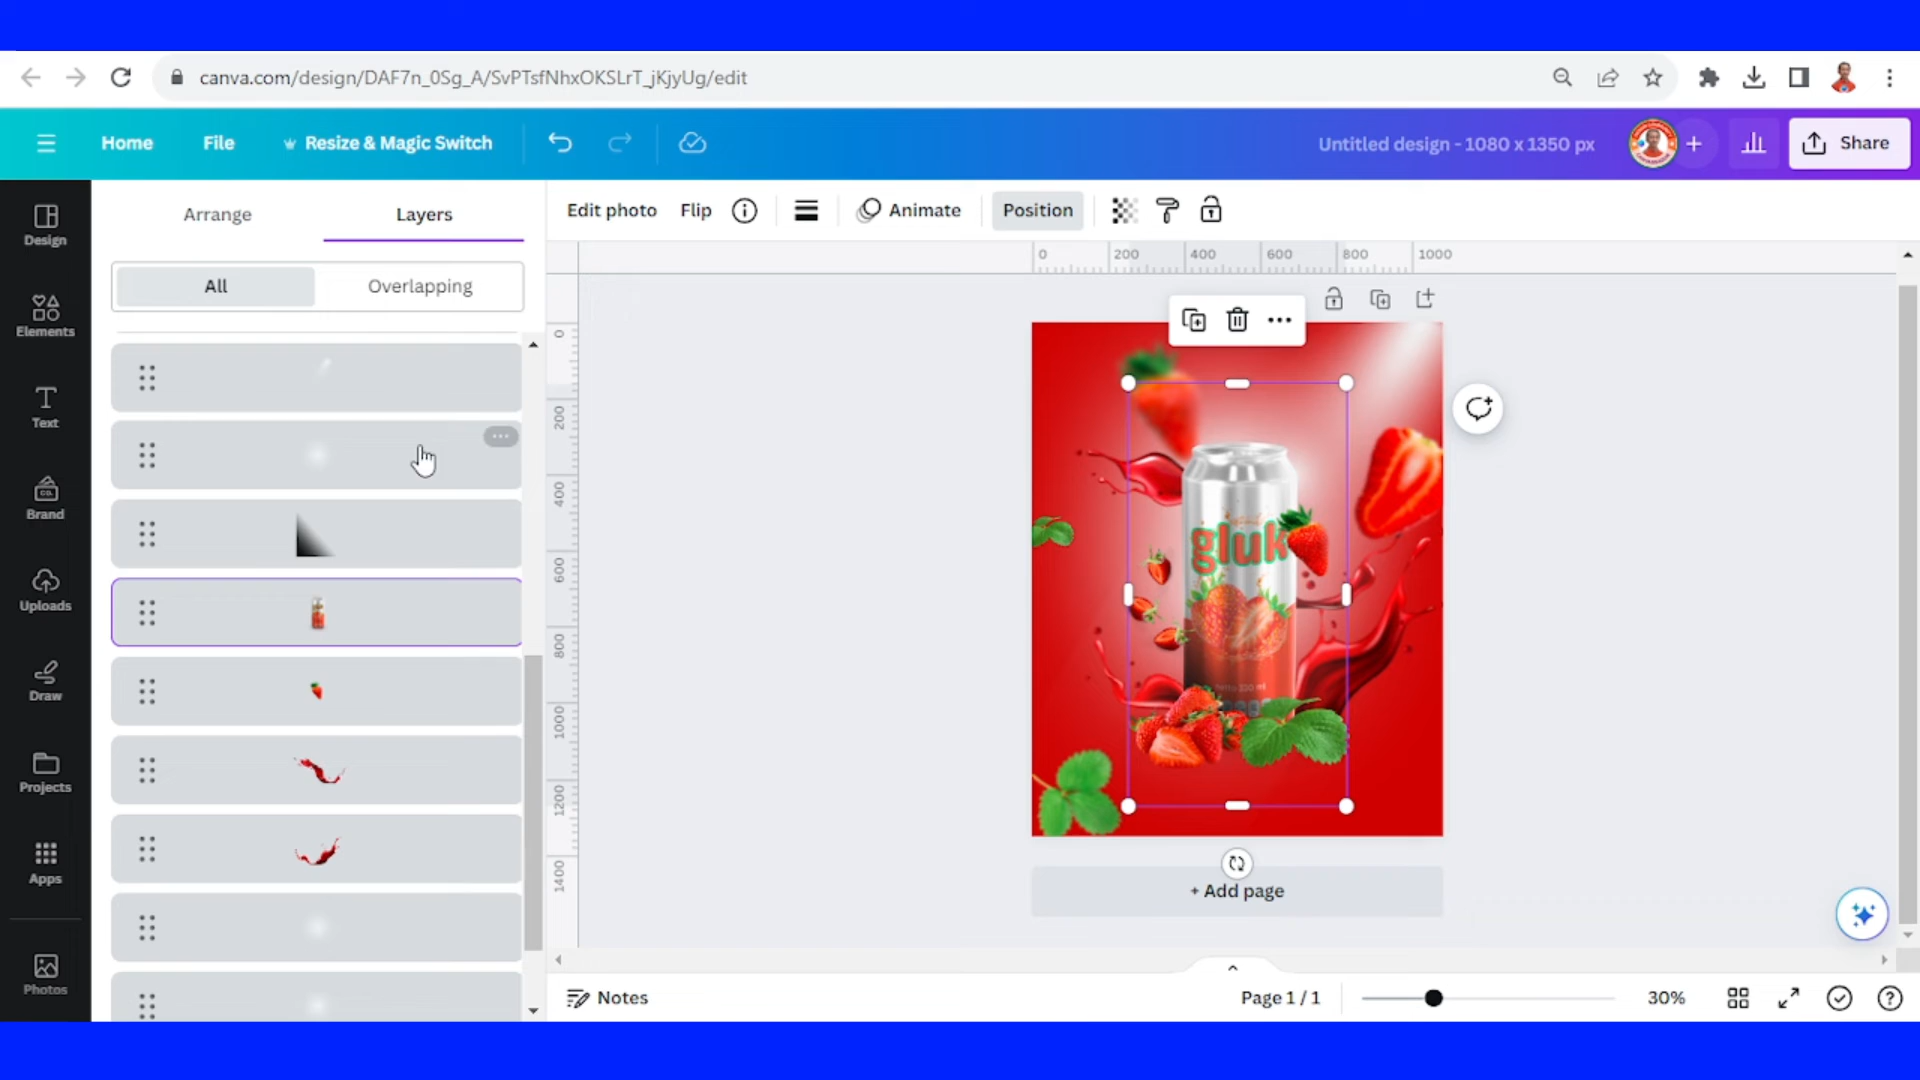 canva.com/design/DAF7n_0Sg_A/SvPTsfNhxOKSLrT_jKjyUg/edit
Home File Resize & Magic Switch Untitled design - 1080 x 1350 px + Share
Arrange Layers Edit photo Flip Animate Position
Design
All Overlapping
0 200 400 600 800 1000
Elements
Text
Brand
Uploads
Draw
Projects
Apps
Photos
0
200
400
600
800
1000
1200
1400
gluk
netto 330 ml
+ Add page
Notes Page 1 / 1 30%